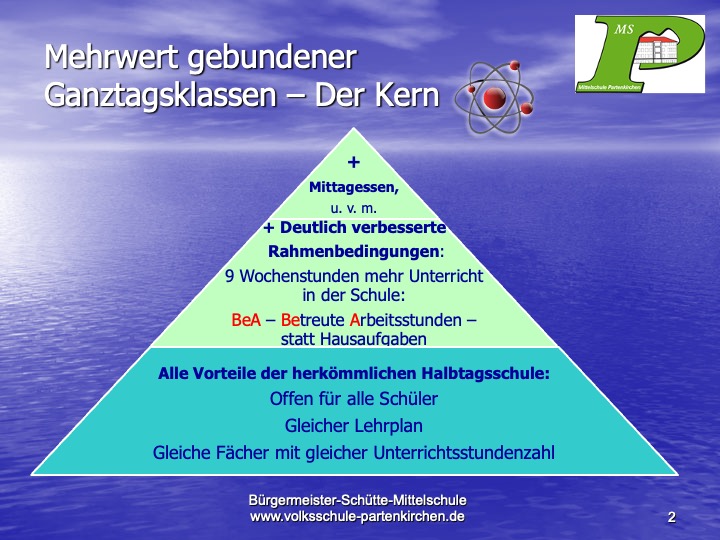 Mehrwert gebundener
Ganztagsklassen – Der Kern
MS
Mittelschule Partenkirchen
+
Mittagessen,
u. v. m.
+ Deutlich verbesserte
Rahmenbedingungen:
9 Wochenstunden mehr Unterricht
in der Schule:
BeA – Betreute Arbeitsstunden –
statt Hausaufgaben
Alle Vorteile der herkömmlichen Halbtagsschule:
Offen für alle Schüler
Gleicher Lehrplan
Gleiche Fächer mit gleicher Unterrichtsstundenzahl
Bürgermeister-Schütte-Mittelschule
www.volksschule-partenkirchen.de
2